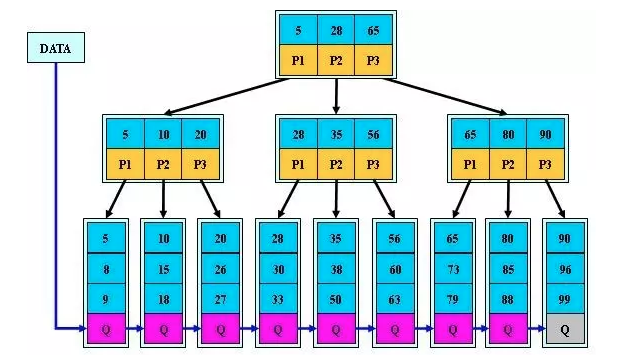 5 28 65
P1 P2 P3
DATA
5 10 20
P1 P2 P3
28 35 56
P1 P2 P3
65 80 90
P1 P2 P3
5 10 20 28 35 56 65 80 90
8 15 26 30 38 60 73 85 96
9 18 27 33 50 63 79 88 99
Q Q Q Q Q Q Q Q Q